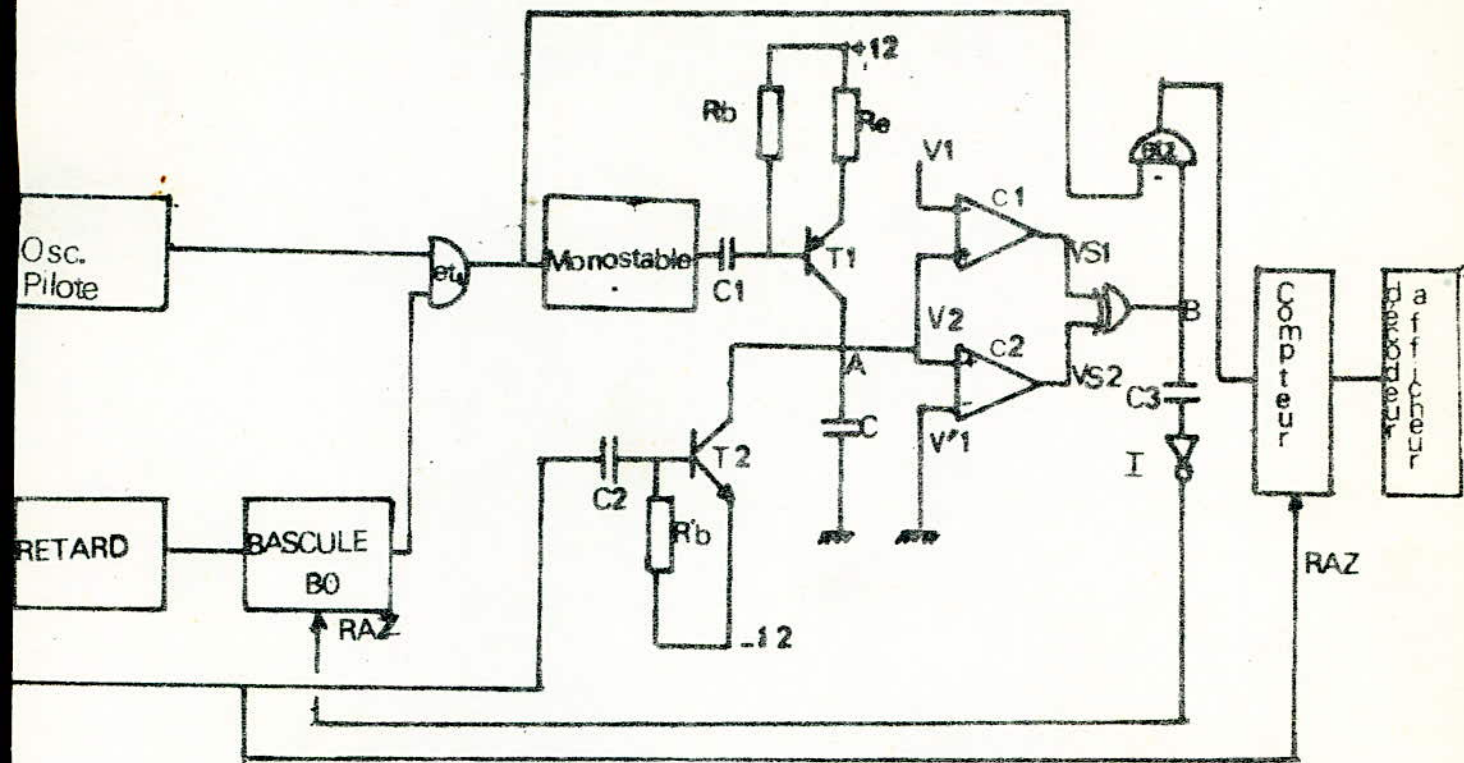 +12
Rb
Re
V1
C1
Osc.
Pilote
et1
Monostable
C1
T1
VS1
B
V2
C2
A
VS2
C3
C
V'1
I
T2
C2
R'b
-12
RETARD
BASCULE
B0
RAZ
Compteur
décodeur
afficheur
RAZ